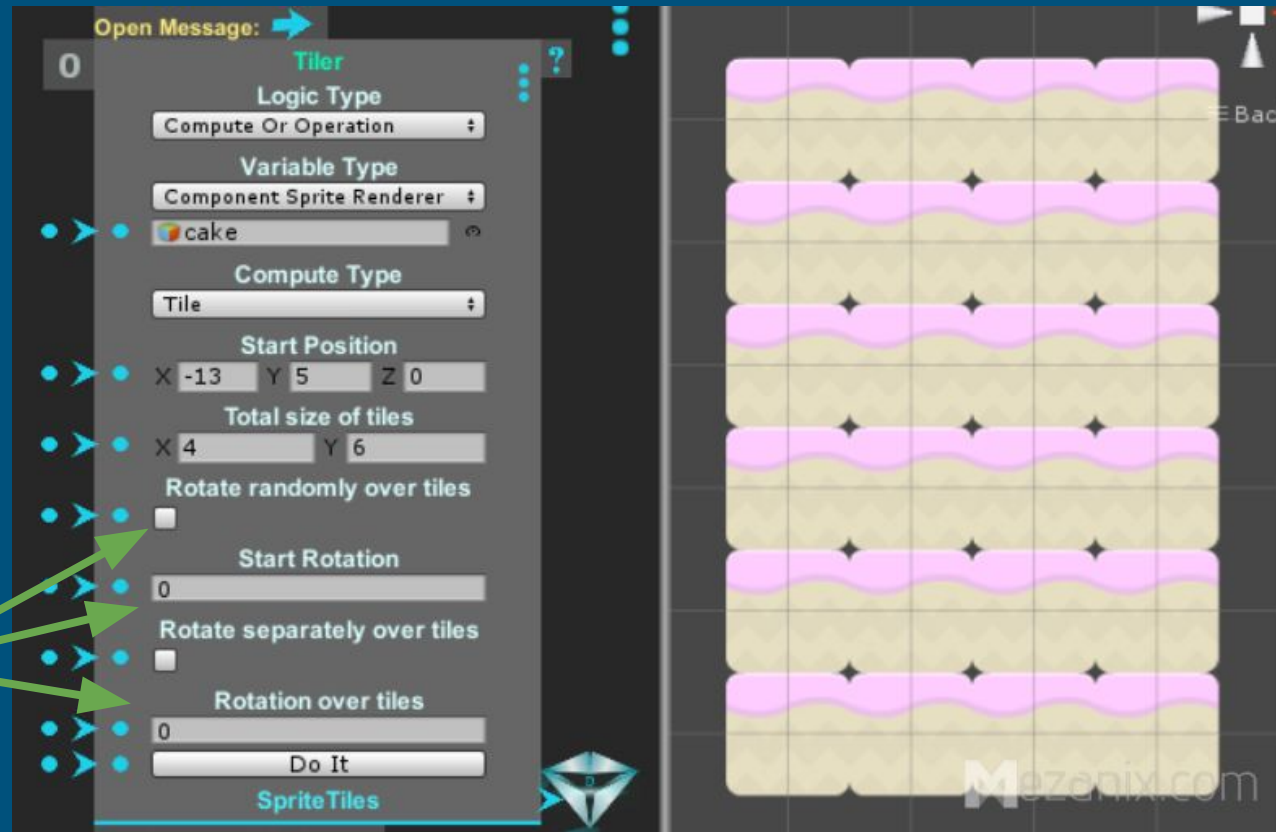 Open Message:
0
Tiler
?
Logic Type
Compute Or Operation
Variable Type
Component Sprite Renderer
cake
Compute Type
Tile
Start Position
X -13 Y 5 Z 0
Total size of tiles
X 4 Y 6
Rotate randomly over tiles
Start Rotation
0
Rotate separately over tiles
Rotation over tiles
0
Do It
SpriteTiles
D
Bac
Mezanix.com